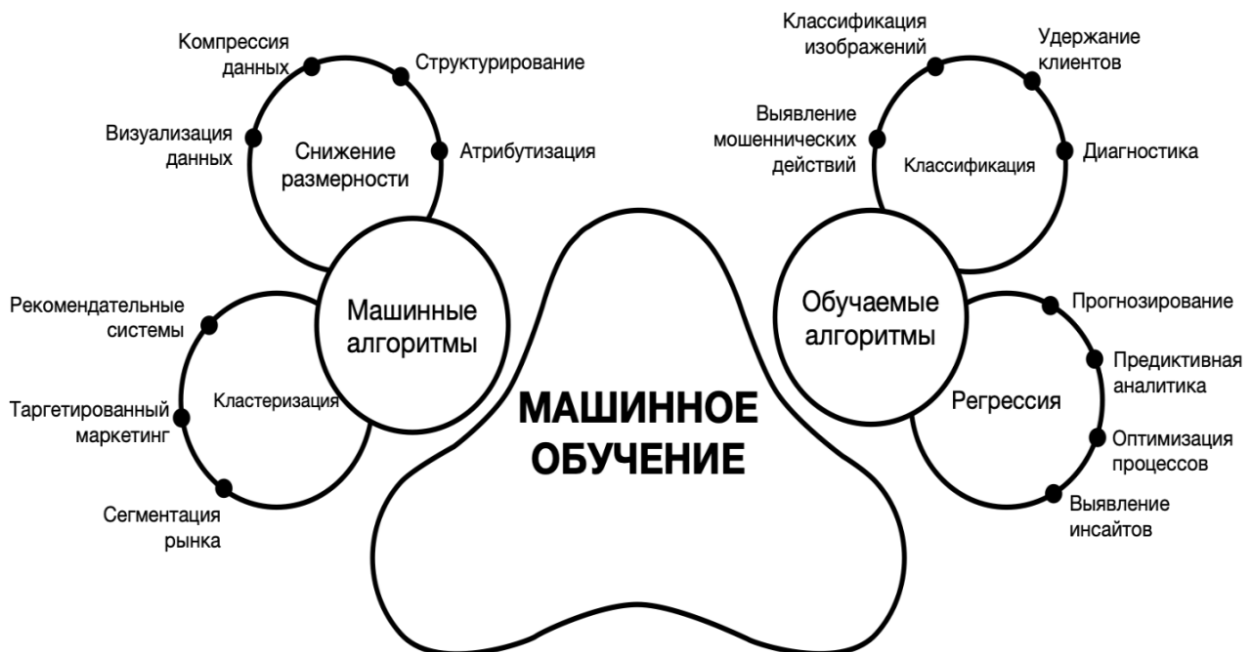 Компрессия
данных
Структурирование
Визуализация
данных
Снижение
размерности
Атрибутизация
Машинные
алгоритмы
Рекомендательные
системы
Кластеризация
Таргетированный
маркетинг
Сегментация
рынка
МАШИННОЕ
ОБУЧЕНИЕ
Классификация
изображений
Удержание
клиентов
Выявление
мошеннических
действий
Классификация
Диагностика
Обучаемые
алгоритмы
Прогнозирование
Предиктивная
аналитика
Регрессия
Оптимизация
процессов
Выявление
инсайтов